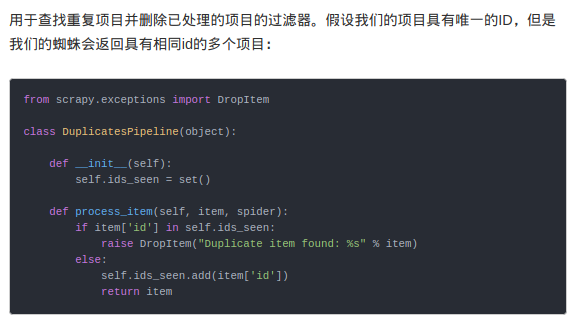 用于查找重复项目并删除已处理的项目的过滤器。假设我们的项目具有唯一的ID，但是
我们的蜘蛛会返回具有相同id的多个项目：
from scrapy.exceptions import DropItem
class DuplicatesPipeline(object):
    def __init__(self):
        self.ids_seen = set()
    def process_item(self, item, spider):
        if item['id'] in self.ids_seen:
            raise DropItem("Duplicate item found: %s" % item)
        else:
            self.ids_seen.add(item['id'])
            return item